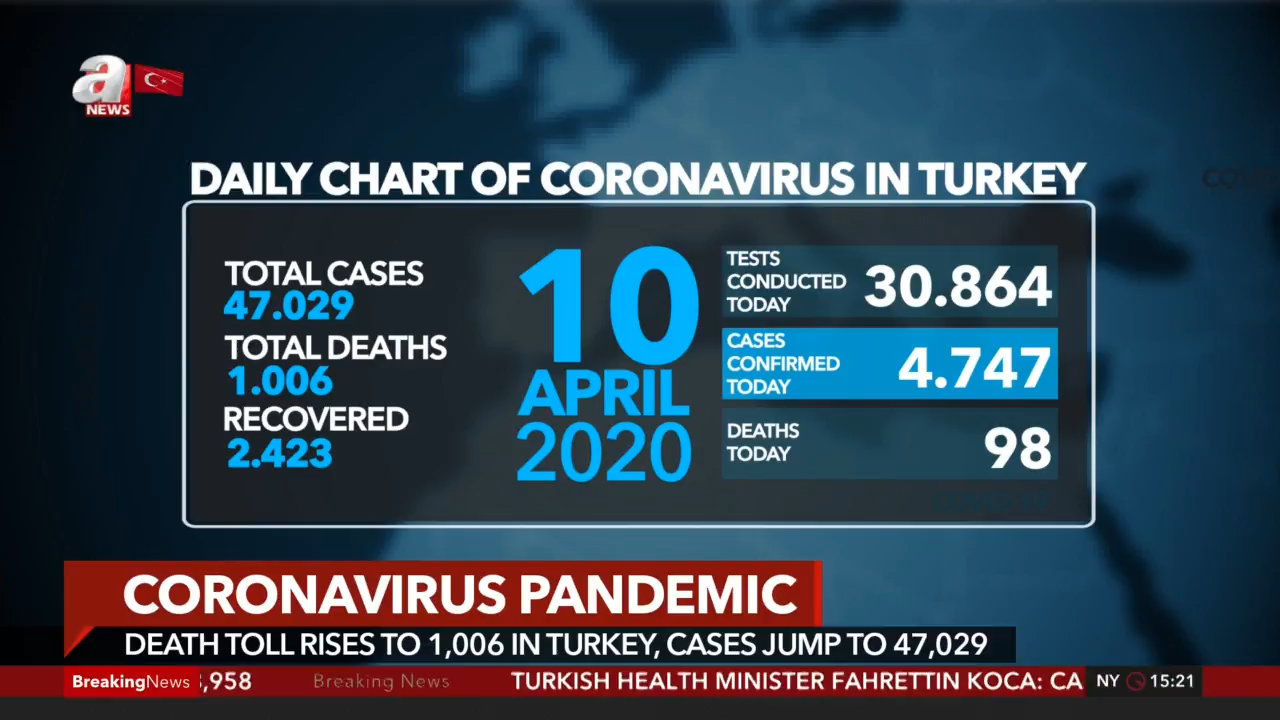 a
NEWS
DAILY CHART OF CORONAVIRUS IN TURKEY
TOTAL CASES
47.029
TOTAL DEATHS
1.006
RECOVERED
2.423
10
APRIL
2020
TESTS
CONDUCTED
TODAY
30.864
CASES
CONFIRMED
TODAY
4.747
DEATHS
TODAY
98
CORONAVIRUS PANDEMIC
DEATH TOLL RISES TO 1,006 IN TURKEY, CASES JUMP TO 47,029
BreakingNews ,958 Breaking News TURKISH HEALTH MINISTER FAHRETTIN KOCA: CA NY 15:21